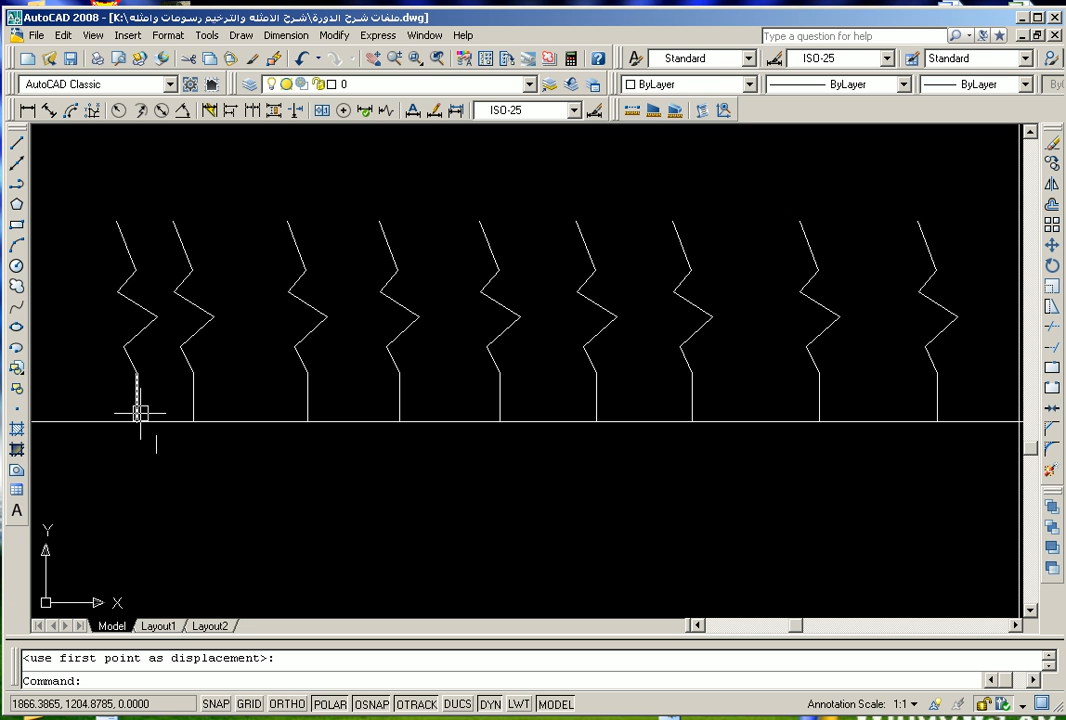 AutoCAD 2008 - [K:\ملفات شرح الدورة\شرح الامثله والترخيم رسومات وامثله.dwg]
File Edit View Insert Format Tools Draw Dimension Modify Express Window Help
Type a question for help
Standard ISO-25 Standard
AutoCAD Classic 0 ByLayer ByLayer ByLayer
ISO-25
Y
X
Model Layout1 Layout2
<use first point as displacement>:
Command:
1866.3865, 1204.8785, 0.0000 SNAP GRID ORTHO POLAR OSNAP OTRACK DUCS DYN LWT MODEL Annotation Scale: 1:1